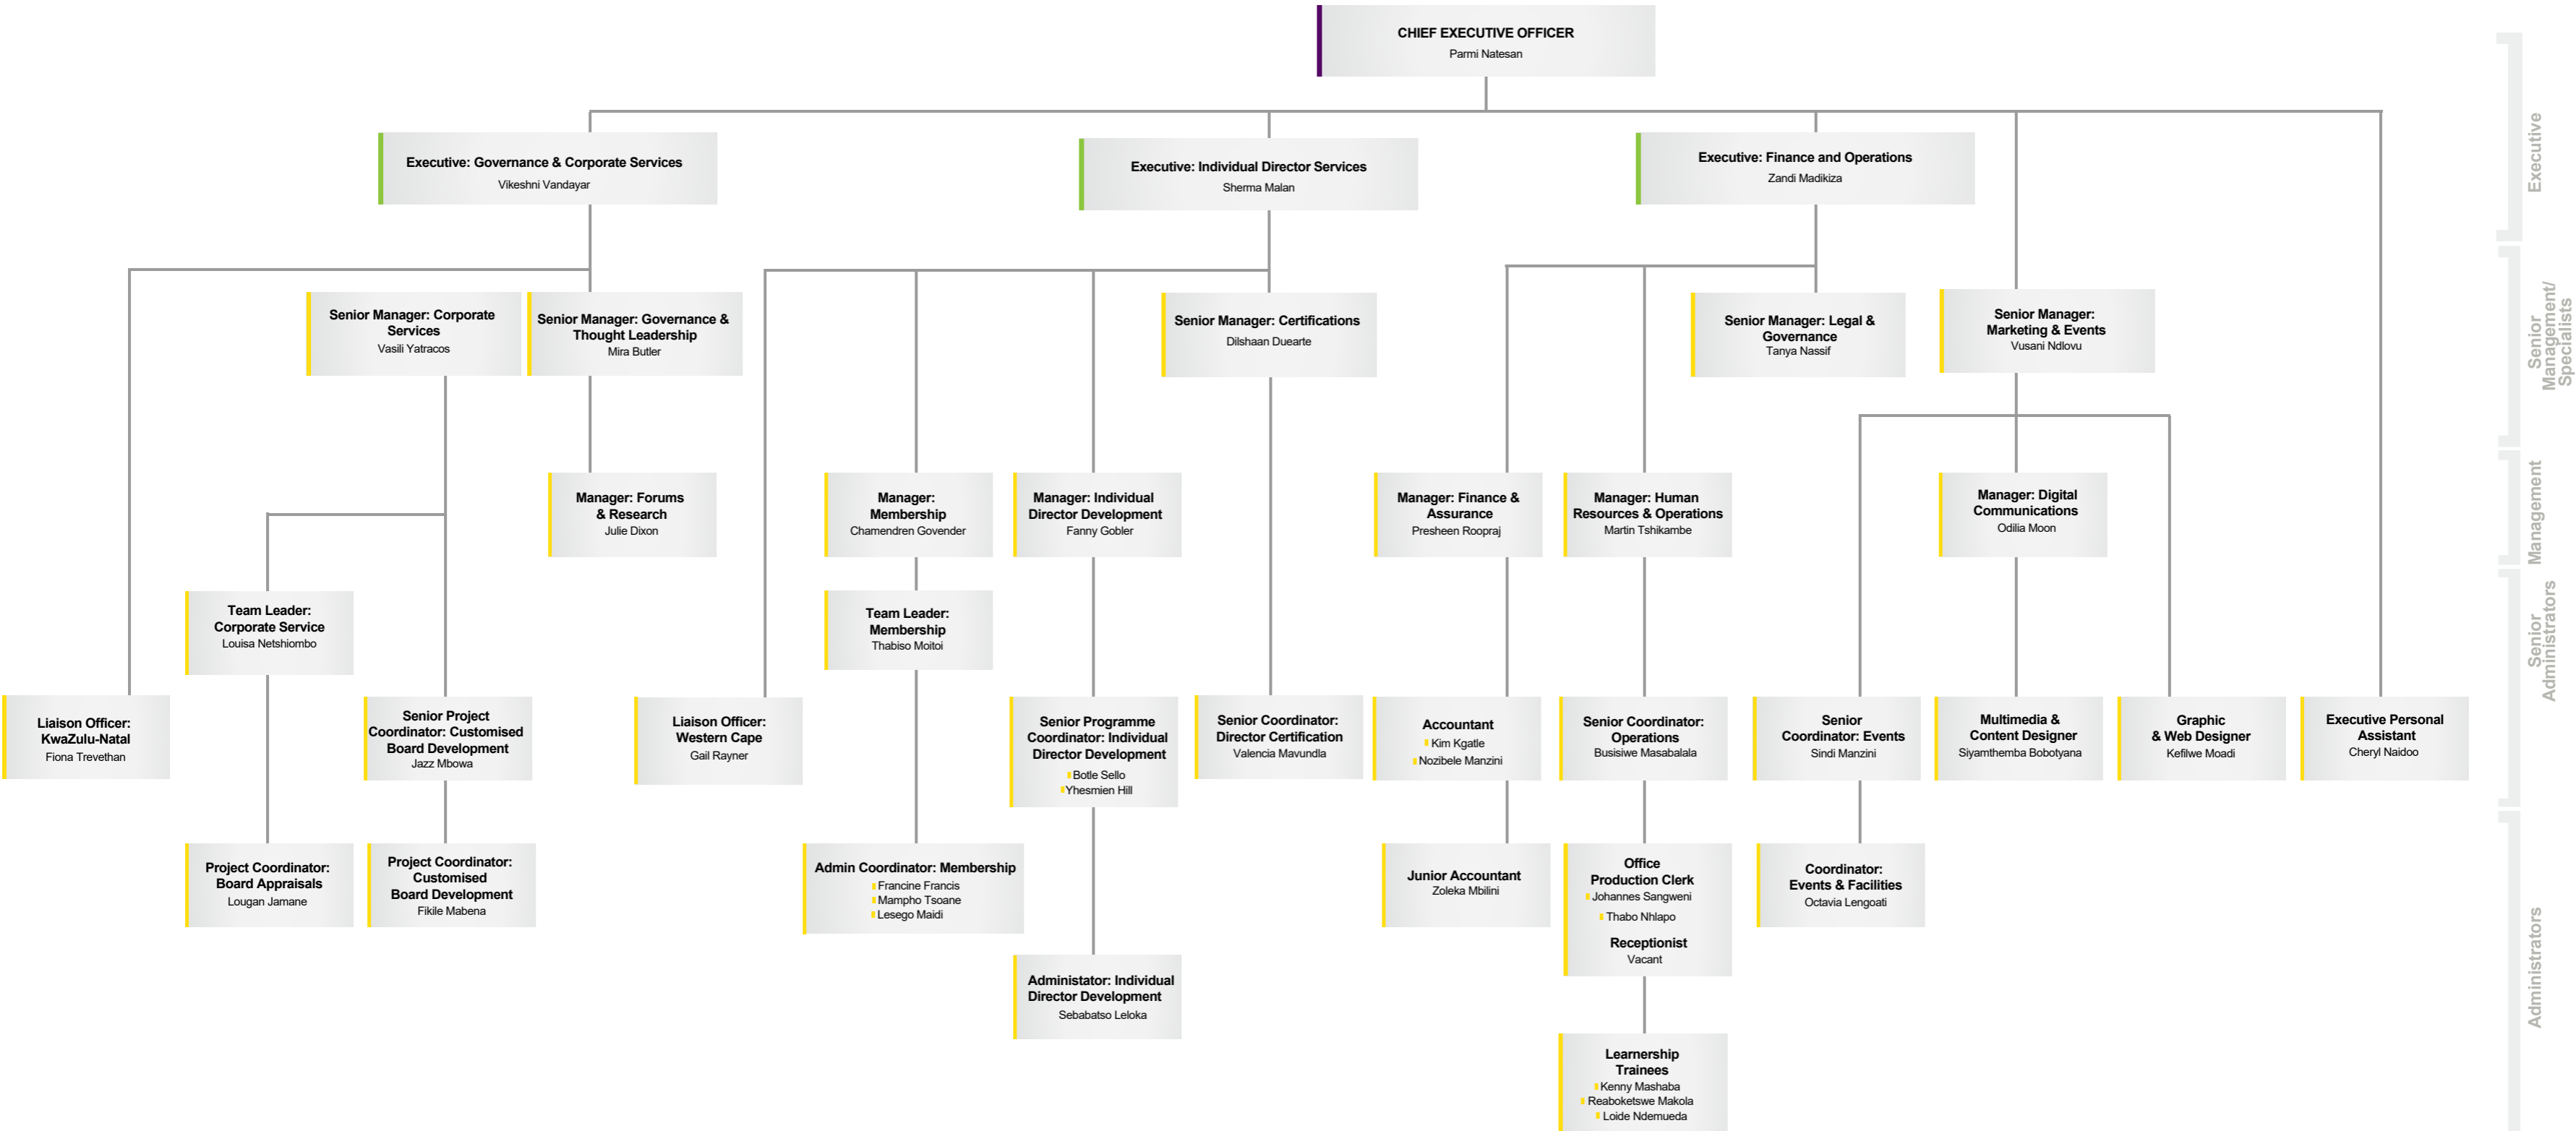 CHIEF EXECUTIVE OFFICER
Parmi Natesan
Executive: Governance & Corporate Services
Vikeshni Vandayar
Executive: Individual Director Services
Sherma Malan
Executive: Finance and Operations
Zandi Madikiza
Executive
Senior Manager: Corporate
Services
Vasili Yatracos
Senior Manager: Governance &
Thought Leadership
Mira Butler
Senior Manager: Certifications
Dilshaan Duearte
Senior Manager: Legal &
Governance
Tanya Nassif
Senior Manager:
Marketing & Events
Vusani Ndlovu
Senior
Management/
Specialists
Manager: Forums
& Research
Julie Dixon
Manager:
Membership
Chamendren Govender
Manager: Individual
Director Development
Fanny Gobler
Manager: Finance &
Assurance
Presheen Roopraj
Manager: Human
Resources & Operations
Martin Tshikambe
Manager: Digital
Communications
Odilia Moon
Management
Team Leader:
Corporate Service
Louisa Netshiombo
Team Leader:
Membership
Thabiso Moitoi
Senior
Administrators
Liaison Officer:
KwaZulu-Natal
Fiona Trevethan
Senior Project
Coordinator: Customised
Board Development
Jazz Mbowa
Liaison Officer:
Western Cape
Gail Rayner
Senior Programme
Coordinator: Individual
Director Development
Botle Sello
Yhesmien Hill
Senior Coordinator:
Director Certification
Valencia Mavundla
Accountant
Kim Kgatle
Nozibele Manzini
Senior Coordinator:
Operations
Busisiwe Masabalala
Senior
Coordinator: Events
Sindi Manzini
Multimedia &
Content Designer
Siyamthemba Bobotyana
Graphic
& Web Designer
Kefilwe Moadi
Executive Personal
Assistant
Cheryl Naidoo
Project Coordinator:
Board Appraisals
Lougan Jamane
Project Coordinator:
Customised
Board Development
Fikile Mabena
Admin Coordinator: Membership
Francine Francis
Mampho Tsoane
Lesego Maidi
Junior Accountant
Zoleka Mbilini
Office
Production Clerk
Johannes Sangweni
Thabo Nhlapo
Receptionist
Vacant
Coordinator:
Events & Facilities
Octavia Lengoati
Administrators
Administator: Individual
Director Development
Sebabatso Leloka
Learnership
Trainees
Kenny Mashaba
Reaboketswe Makola
Loide Ndemueda